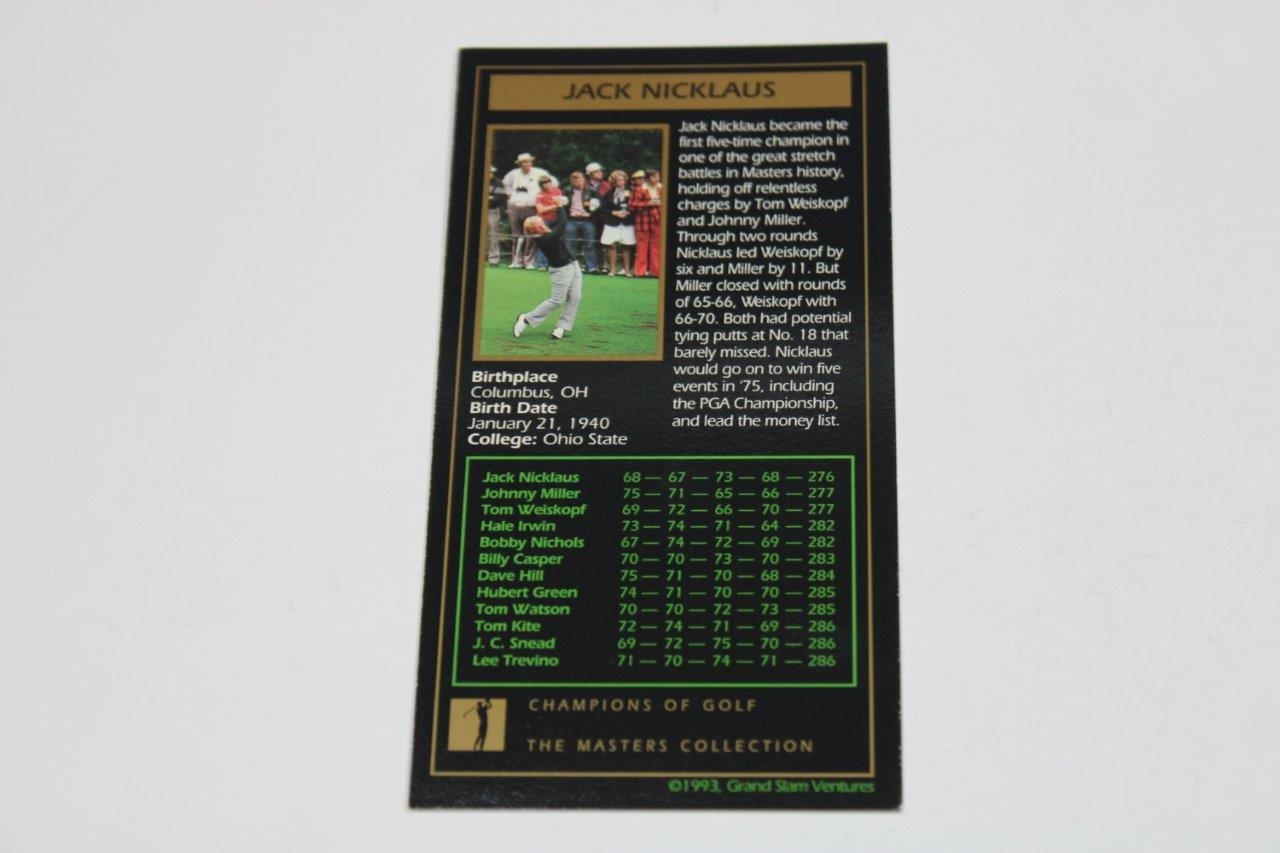 JACK NICKLAUS
Jack Nicklaus became the
first five-time champion in
one of the great stretch
battles in Masters history,
holding off relentless
charges by Tom Weiskopf
and Johnny Miller.
Through two rounds
Nicklaus led Weiskopf by
six and Miller by 11. But
Miller closed with rounds
of 65-66, Weiskopf with
66-70. Both had potential
tying putts at No. 18 that
barely missed. Nicklaus
would go on to win five
events in '75, including
the PGA Championship,
and lead the money list.
Birthplace
Columbus, OH
Birth Date
January 21, 1940
College: Ohio State
Jack Nicklaus 68 — 67 — 73 — 68 — 276
Johnny Miller 75 — 71 — 65 — 66 — 277
Tom Weiskopf 69 — 72 — 66 — 70 — 277
Hale Irwin 73 — 74 — 71 — 64 — 282
Bobby Nichols 67 — 74 — 72 — 69 — 282
Billy Casper 70 — 70 — 73 — 70 — 283
Dave Hill 75 — 71 — 70 — 68 — 284
Hubert Green 74 — 71 — 70 — 70 — 285
Tom Watson 70 — 70 — 72 — 73 — 285
Tom Kite 72 — 74 — 71 — 69 — 286
J. C. Snead 69 — 72 — 75 — 70 — 286
Lee Trevino 71 — 70 — 74 — 71 — 286
CHAMPIONS OF GOLF
THE MASTERS COLLECTION
©1993, Grand Slam Ventures